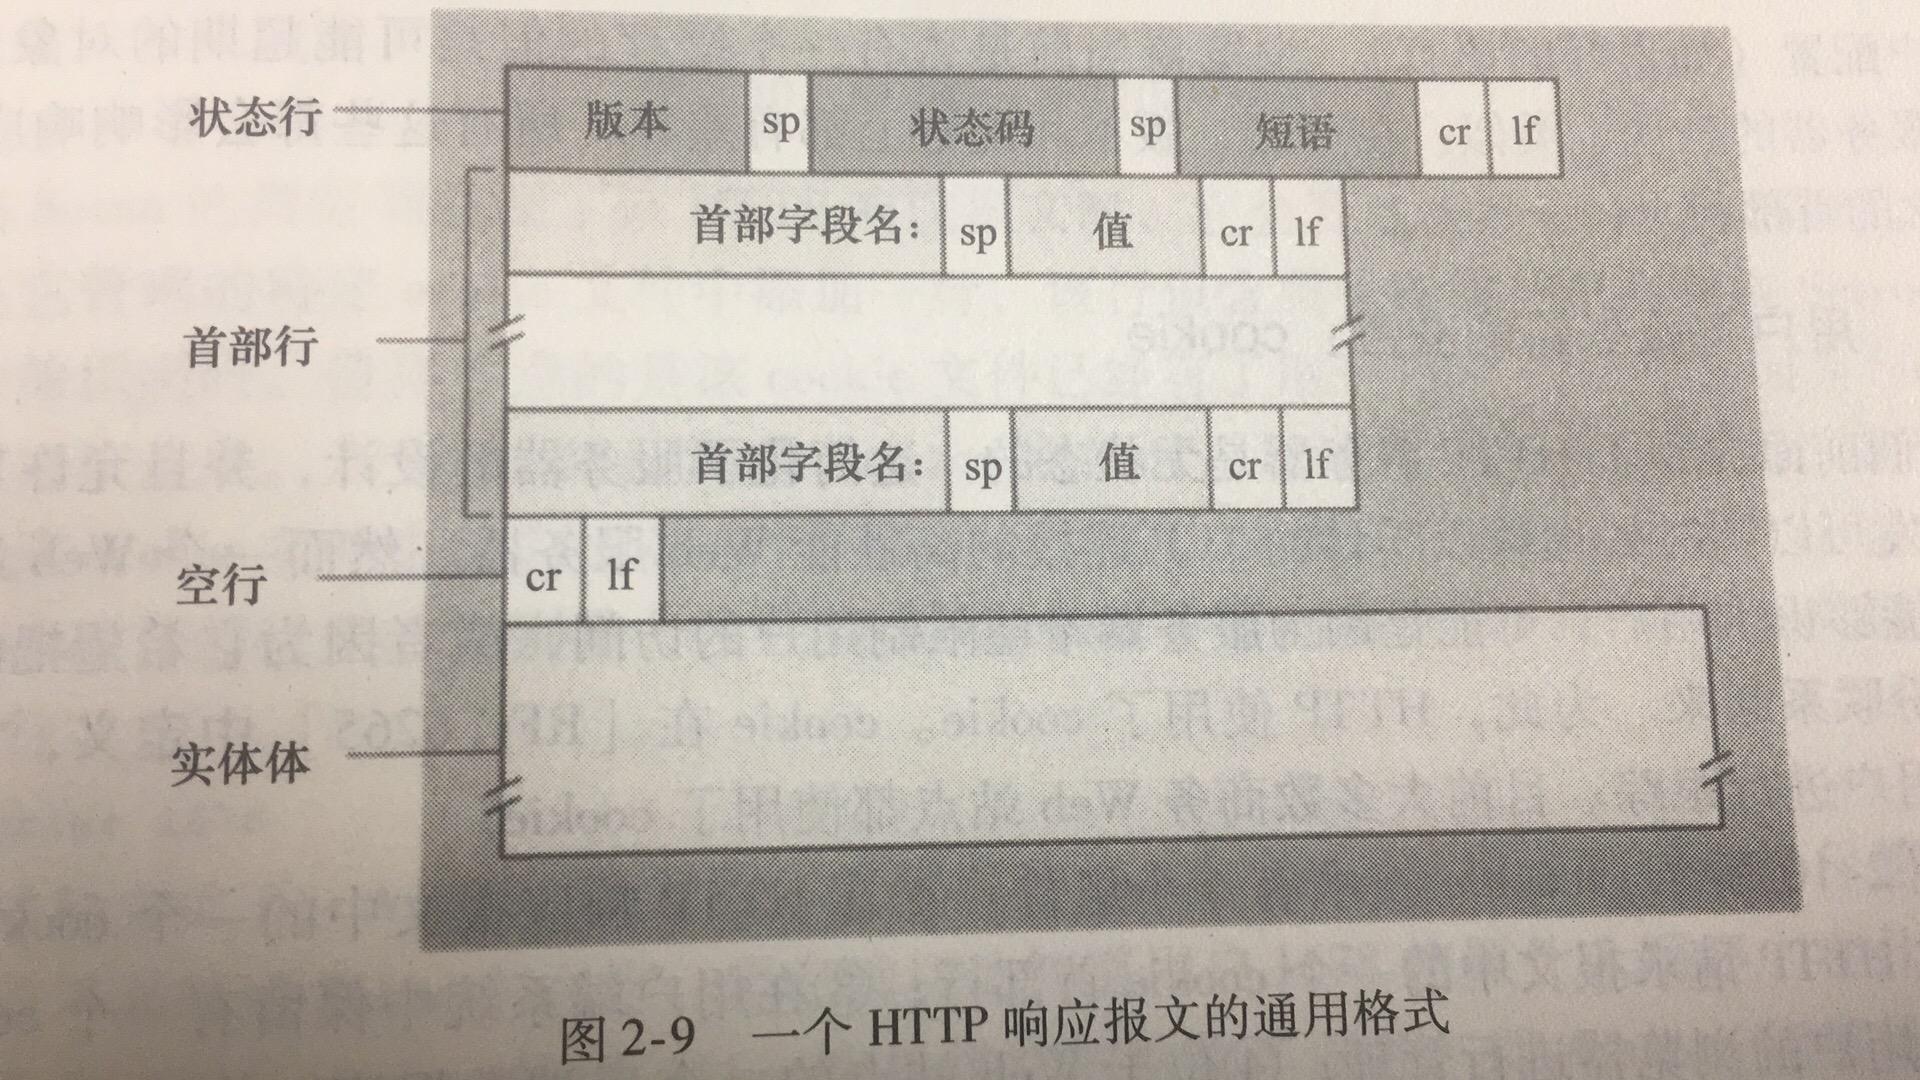 状态行 版本 sp 状态码 sp 短语 cr lf
首部字段名： sp 值 cr lf
首部行
首部字段名： sp 值 cr lf
空行 cr lf
实体体
图 2-9 一个 HTTP 响应报文的通用格式